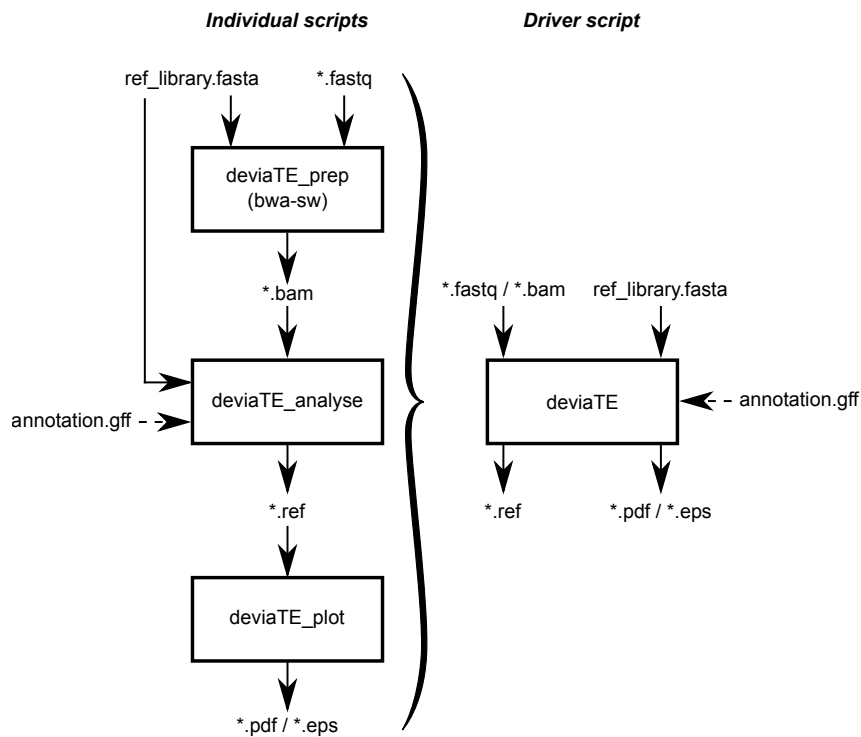 Individual scripts
Driver script
ref_library.fasta
*.fastq
deviaTE_prep
(bwa-sw)
*.bam
deviaTE_analyse
annotation.gff
*.ref
deviaTE_plot
*.pdf / *.eps
*.fastq / *.bam
ref_library.fasta
deviaTE
annotation.gff
*.ref
*.pdf / *.eps